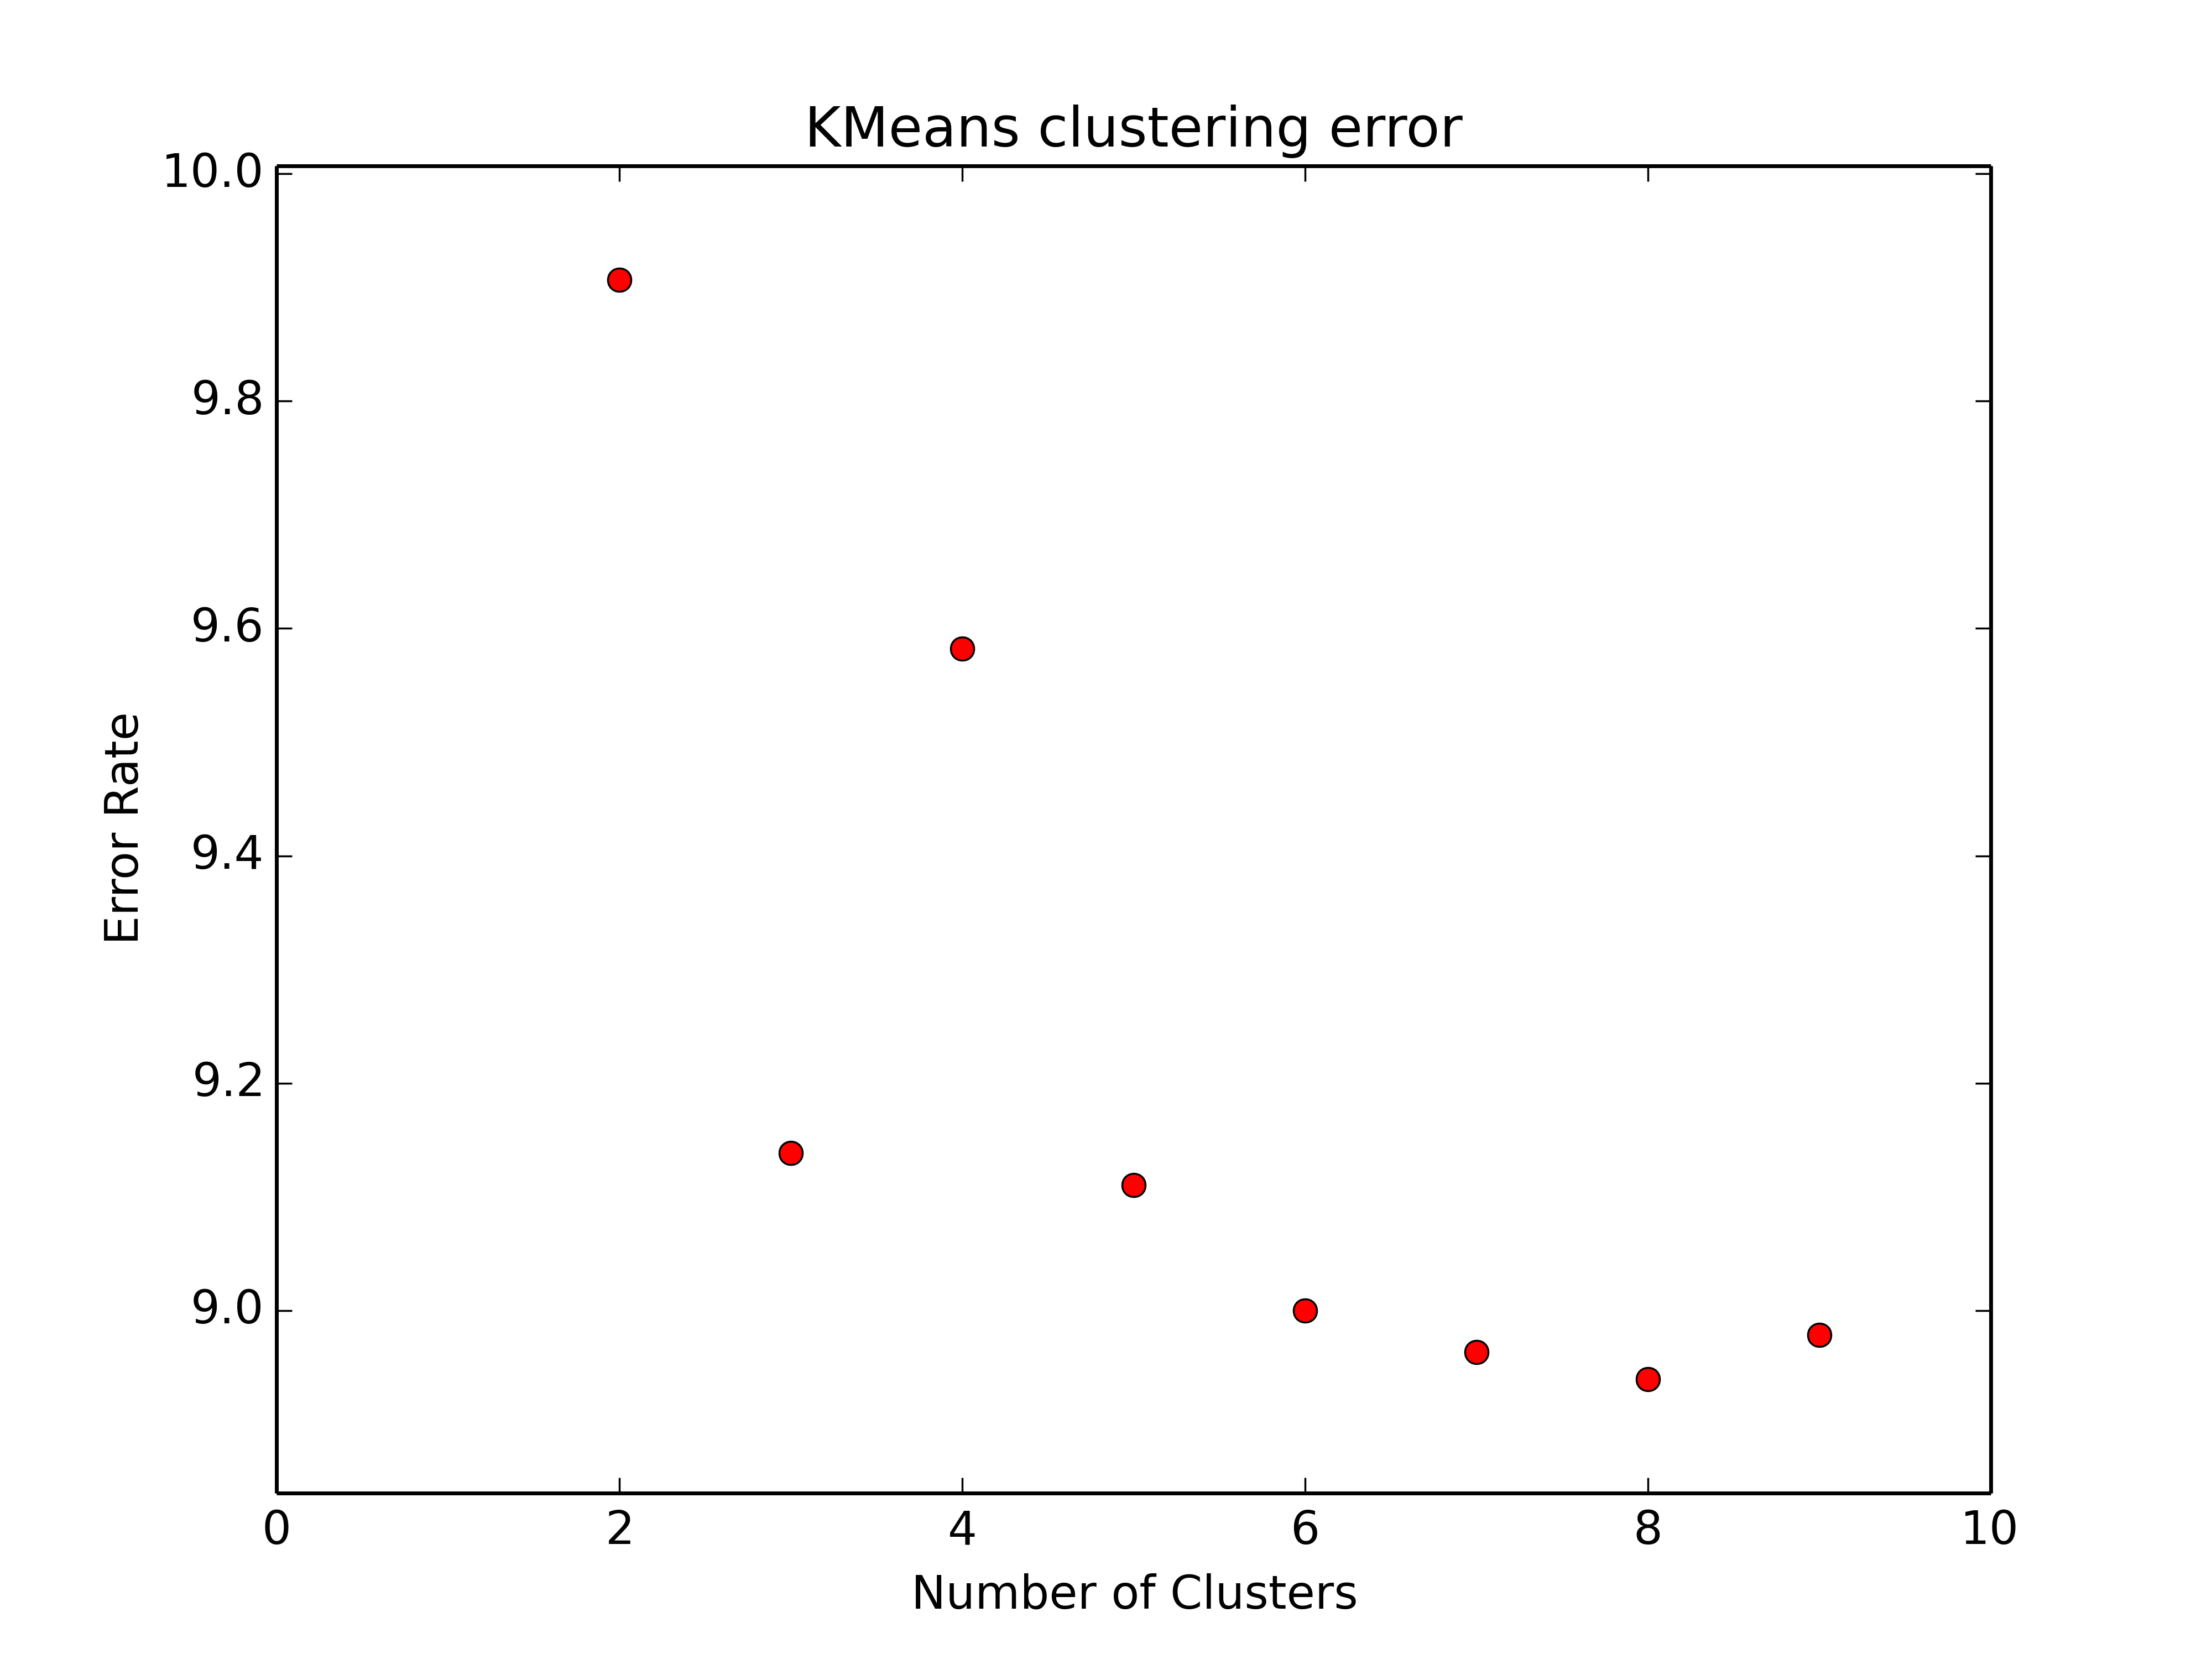 KMeans clustering error
10.0
9.8
9.6
9.4
9.2
9.0
Error Rate
0 2 4 6 8 10
Number of Clusters